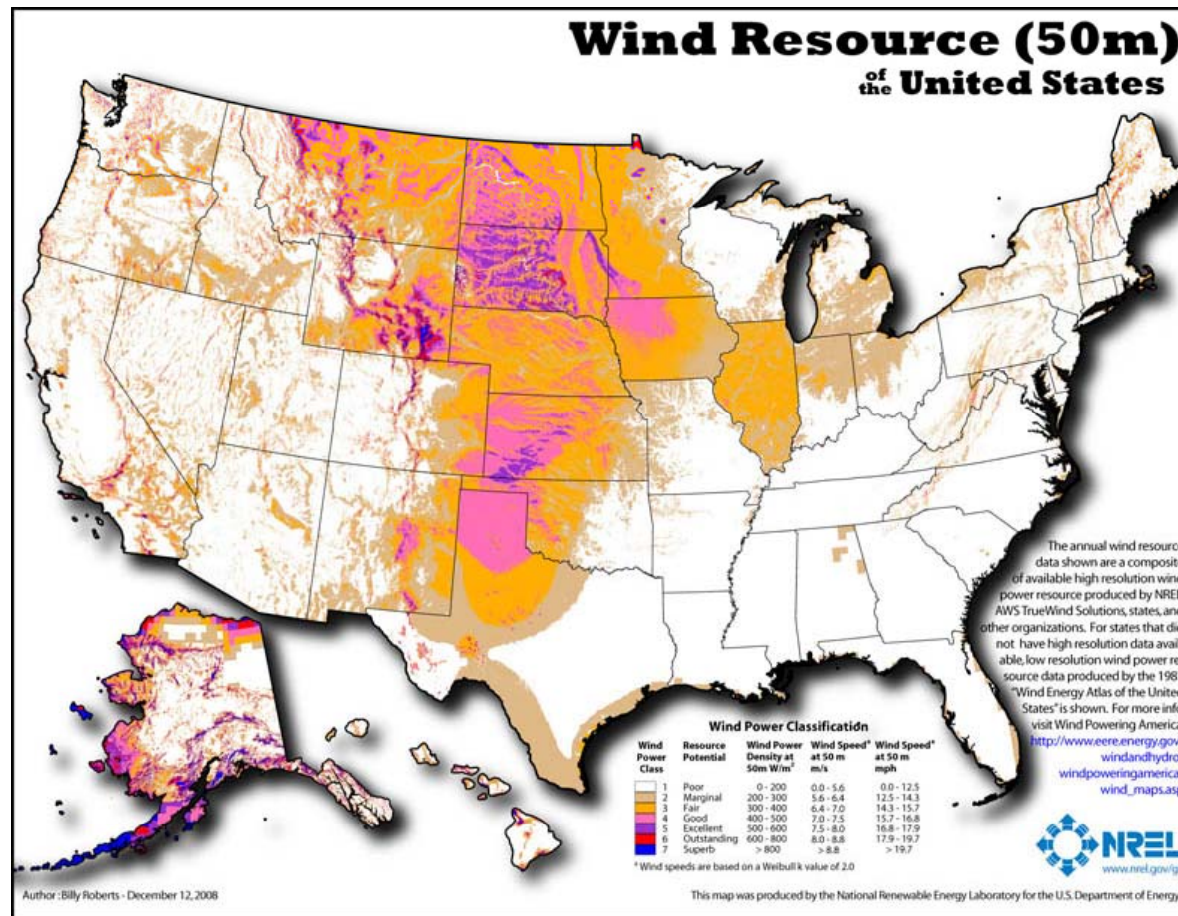 Wind Resource (50m)
of the United States
The annual wind resource
data shown are a composite
of available high resolution wind
power resource produced by NREL
AWS TrueWind Solutions, states, and
other organizations. For states that did
not have high resolution data avail
able, low resolution wind power re
source data produced by the 198
"Wind Energy Atlas of the United
States" is shown. For more info
visit Wind Powering America
http://www.eere.energy.gov
windandhydro
windpoweringamerica
wind_maps.asp
Wind Power Classification
Wind Power Class Resource Potential Wind Power Density at 50m W/m² Wind Speedᵃ at 50 m m/s Wind Speedᵃ at 50 m mph
1 Poor 0 - 200 0.0 - 5.6 0.0 - 12.5
2 Marginal 200 - 300 5.6 - 6.4 12.5 - 14.3
3 Fair 300 - 400 6.4 - 7.0 14.3 - 15.7
4 Good 400 - 500 7.0 - 7.5 15.7 - 16.8
5 Excellent 500 - 600 7.5 - 8.0 16.8 - 17.9
6 Outstanding 600 - 800 8.0 - 8.8 17.9 - 19.7
7 Superb > 800 > 8.8 > 19.7
ᵃ Wind speeds are based on a Weibull k value of 2.0
NREL
www.nrel.gov/g
Author : Billy Roberts - December 12, 2008
This map was produced by the National Renewable Energy Laboratory for the U.S. Department of Energy